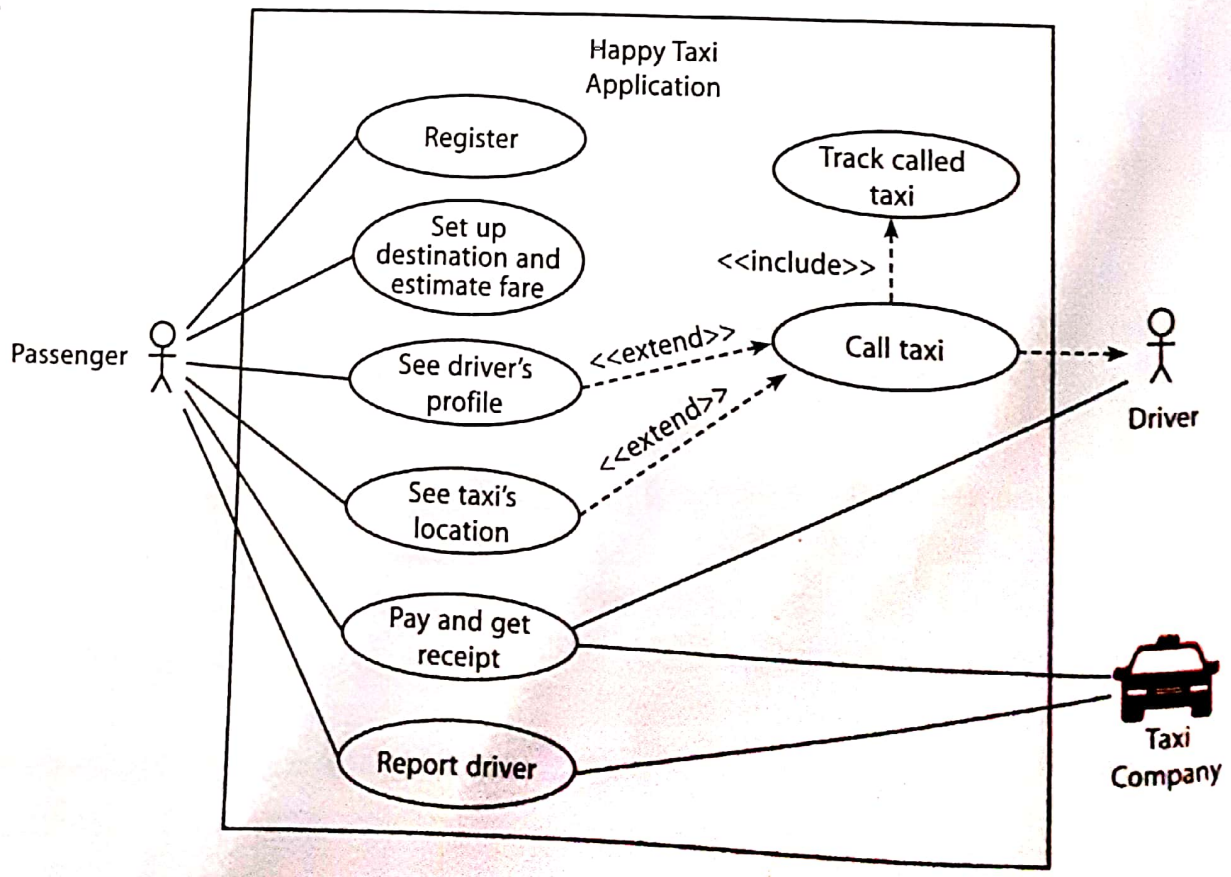 Happy Taxi
Application
Register
Track called
taxi
Set up
destination and
estimate fare
<<include>>
Passenger
See driver's
profile
<<extend>>
Call taxi
Driver
<<extend>>
See taxi's
location
Pay and get
receipt
Report driver
Taxi
Company